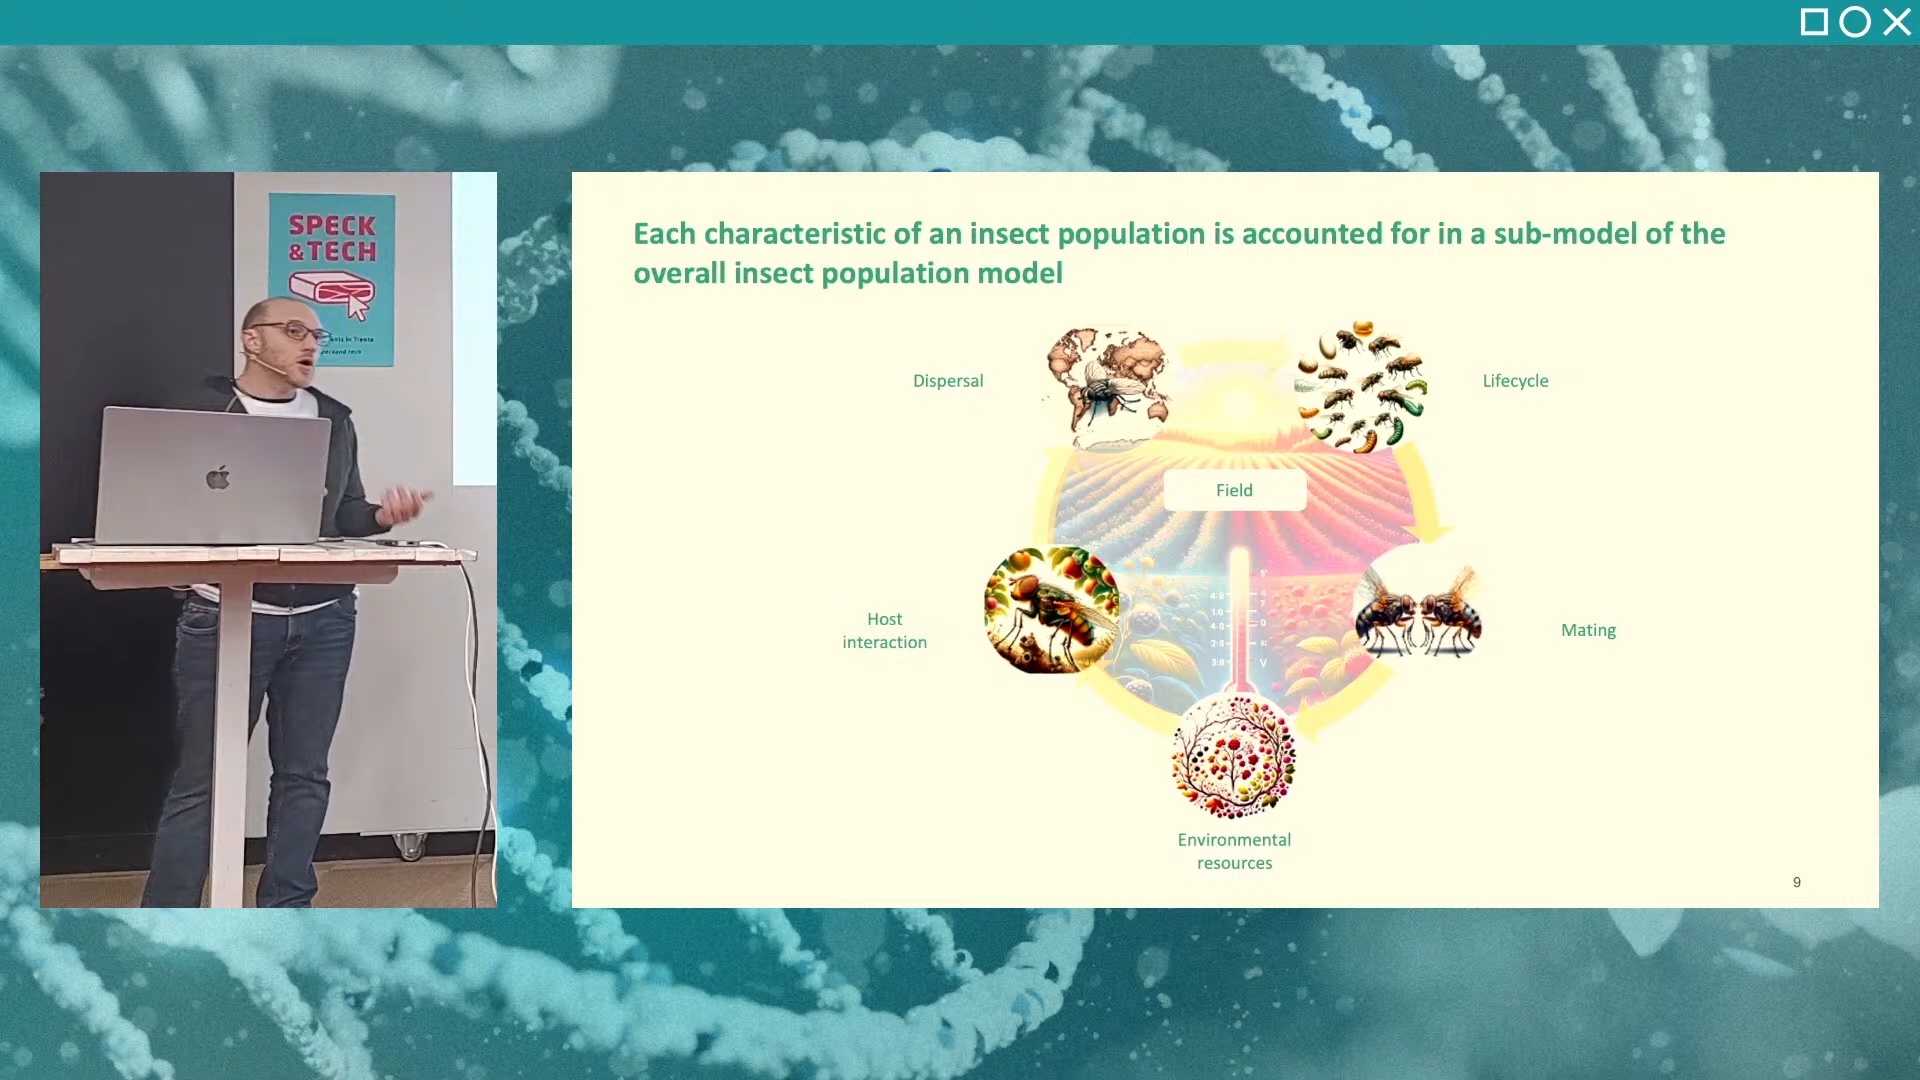 SPECK
&TECH
Each characteristic of an insect population is accounted for in a sub-model of the
overall insect population model
Dispersal
Lifecycle
Field
Host
interaction
Mating
Environmental
resources
9